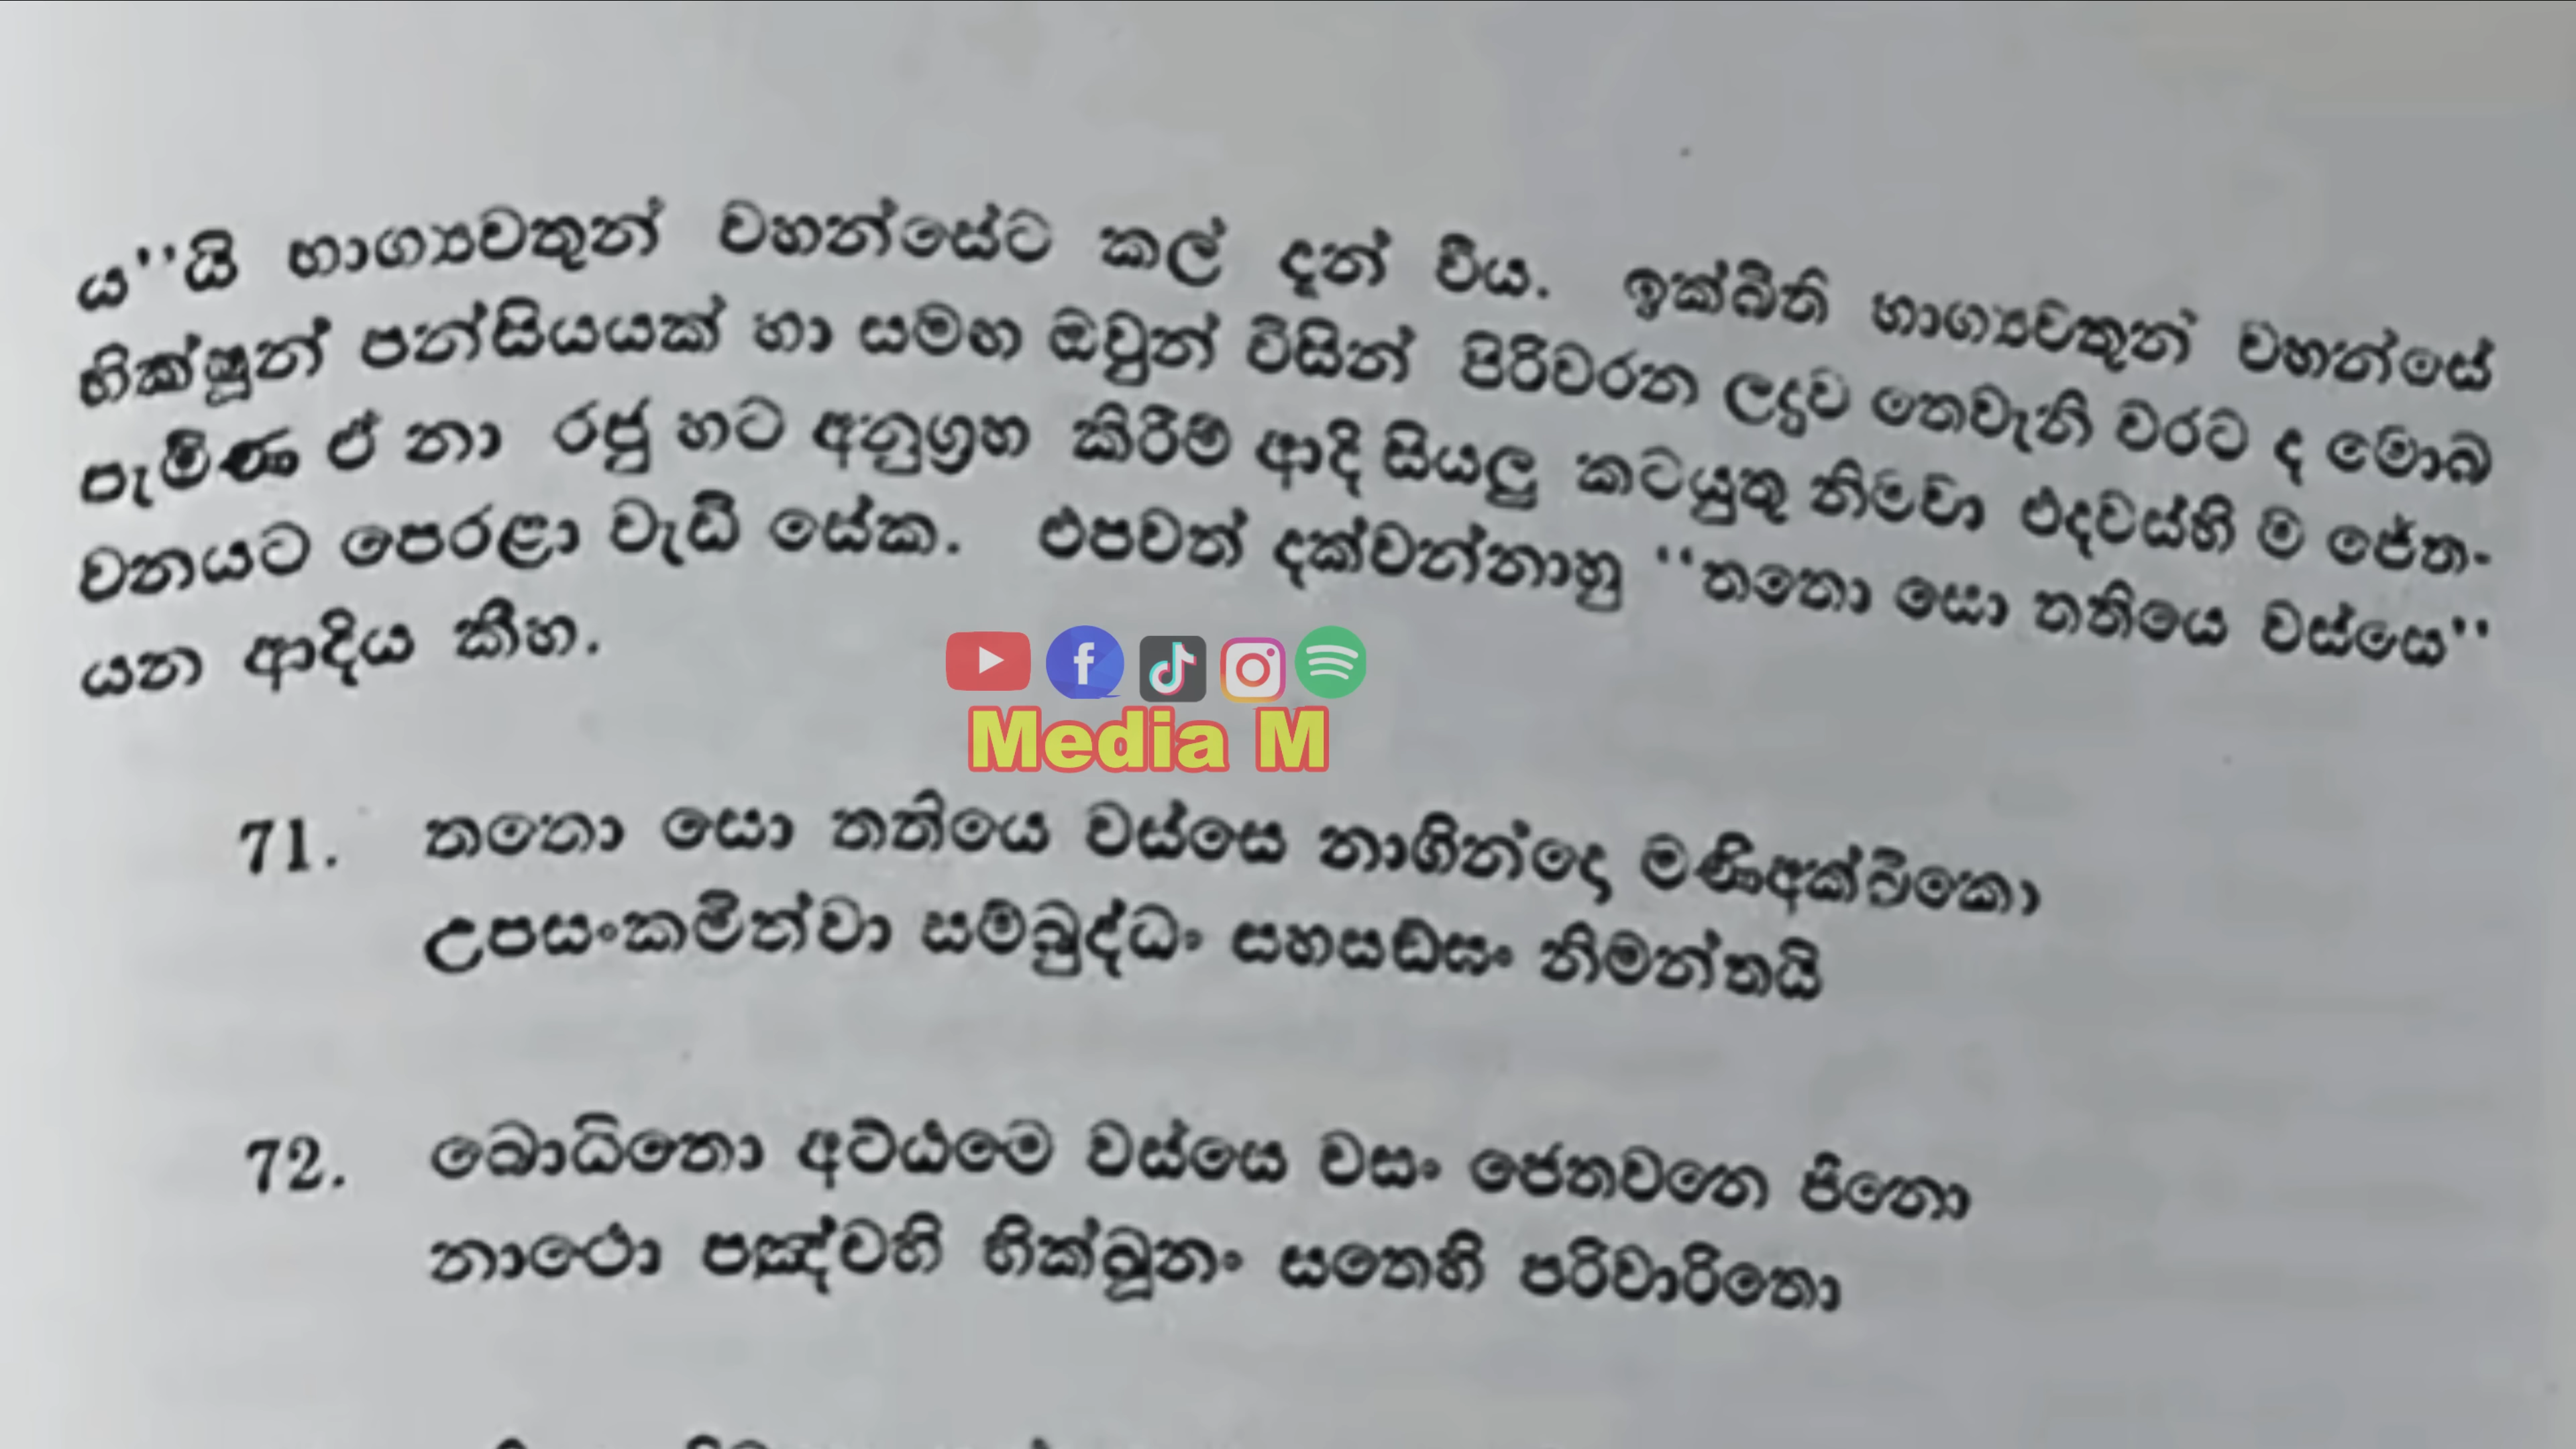 ය''යි භාග්‍යවතුන් වහන්සේට කල් දැන් වීය. ඉක්බිති භාග්‍යවතුන් වහන්සේ
භික්ෂූන් පන්සියයක් හා සමඟ ඔවුන් විසින් පිරිවරන ලදුව තෙවැනි වරට ද මොබ
පැමිණ ඒ නා රජු හට අනුග්‍රහ කිරීම් ආදි සියලු කටයුතු නිමවා එදවස්හි ම ජේත-
වනයට පෙරළා වැඩි සේක. එපවත් දක්වන්නාහු ''තතො සො තතියෙ වස්සෙ''
යන ආදිය කීහ.
Media M
71. තතො සො තතියෙ වස්සෙ නාගින්දො මණිඅක්ඛිකො
උපසංකමිත්වා සම්බුද්ධං සහසඞ්ඝං නිමන්තයි
72. බොධිතො අට්ඨමෙ වස්සෙ වසං ජෙතවනෙ ජිනො
නාථො පඤ්චහි භික්ඛූනං සතෙහි පරිවාරිතො